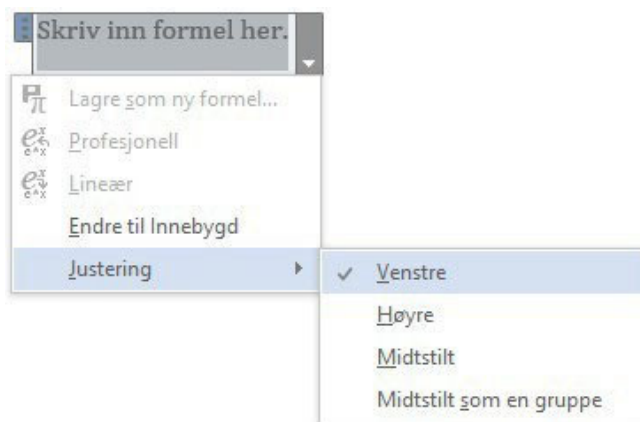 Skriv inn formel her.
Lagre som ny formel...
Profesjonell
Lineær
Endre til Innebygd
Justering
Venstre
Høyre
Midtstilt
Midtstilt som en gruppe